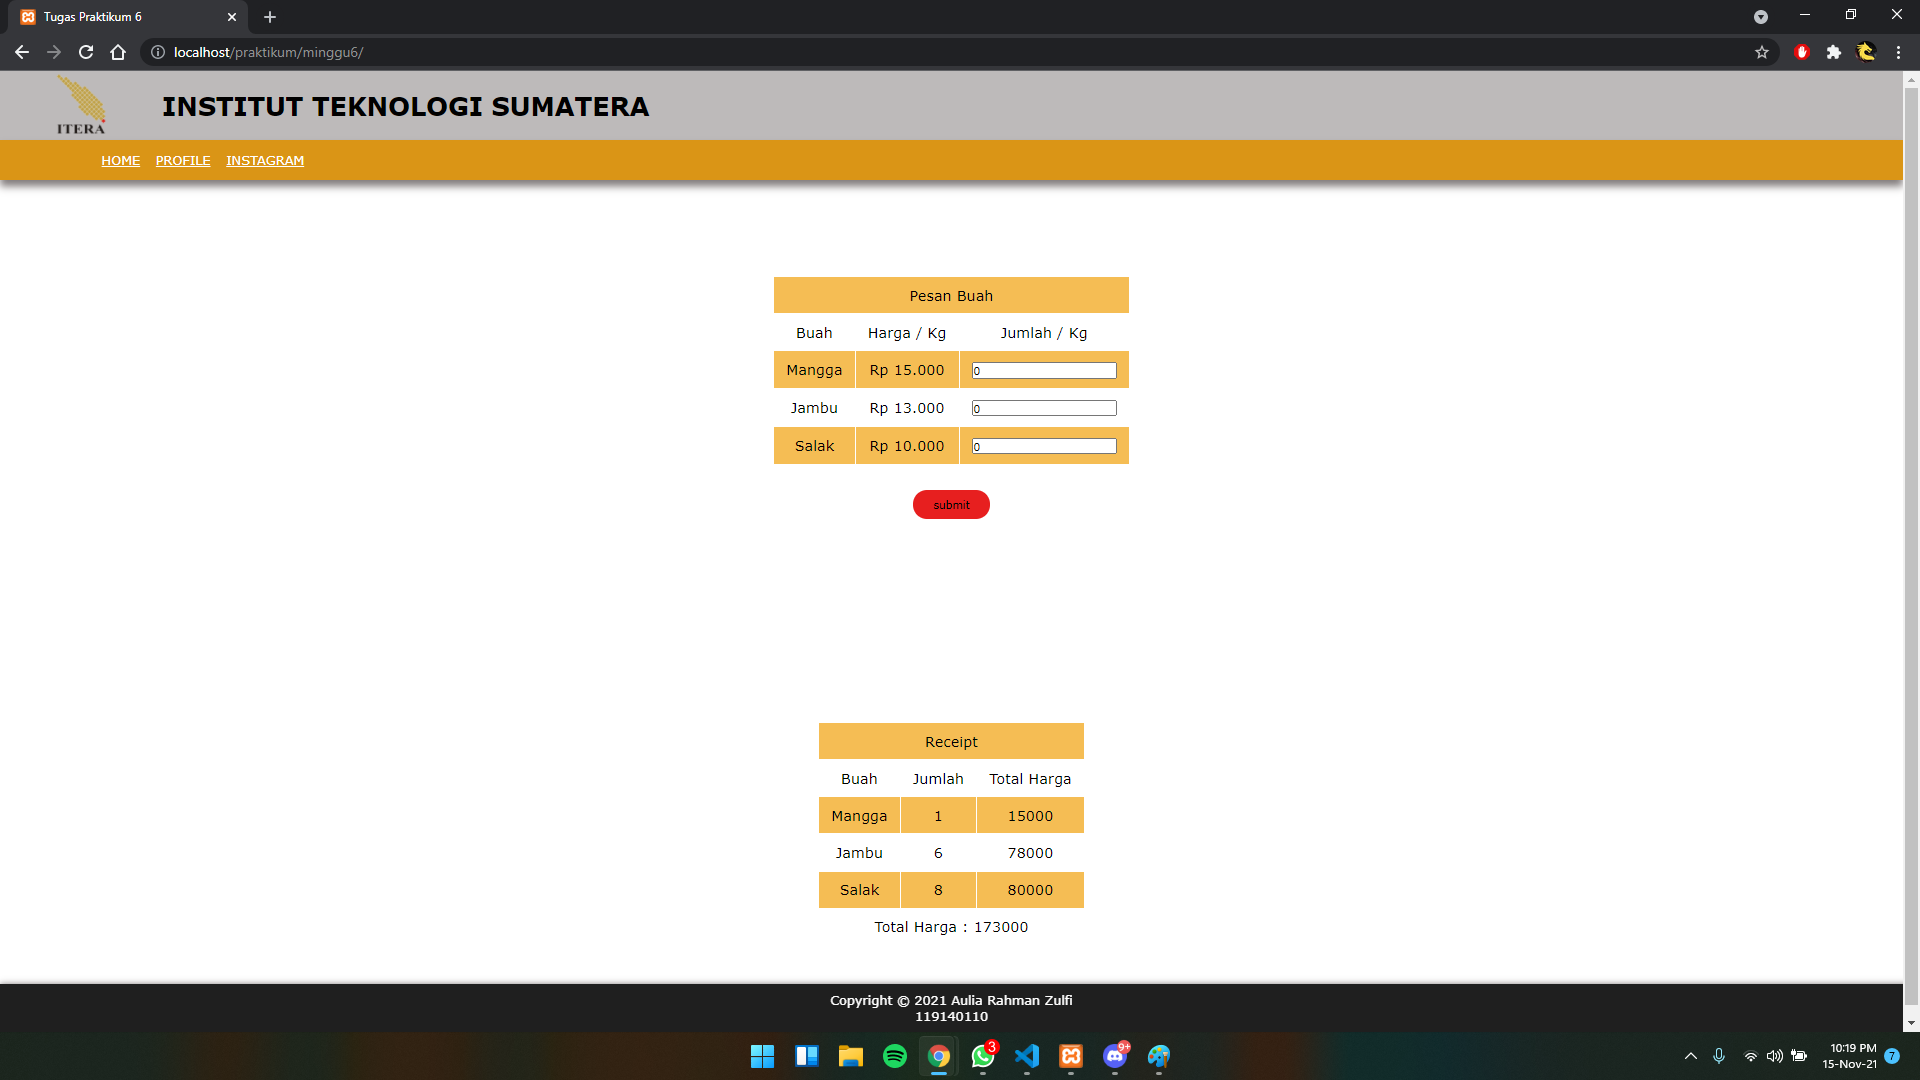 Tugas Praktikum 6
localhost/praktikum/minggu6/
ITERA
INSTITUT TEKNOLOGI SUMATERA
HOME PROFILE INSTAGRAM
Pesan Buah
Buah Harga / Kg Jumlah / Kg
Mangga Rp 15.000 0
Jambu Rp 13.000 0
Salak Rp 10.000 0
submit
Receipt
Buah Jumlah Total Harga
Mangga 1 15000
Jambu 6 78000
Salak 8 80000
Total Harga : 173000
Copyright © 2021 Aulia Rahman Zulfi
119140110
3
9+
10:19 PM
15-Nov-21
7